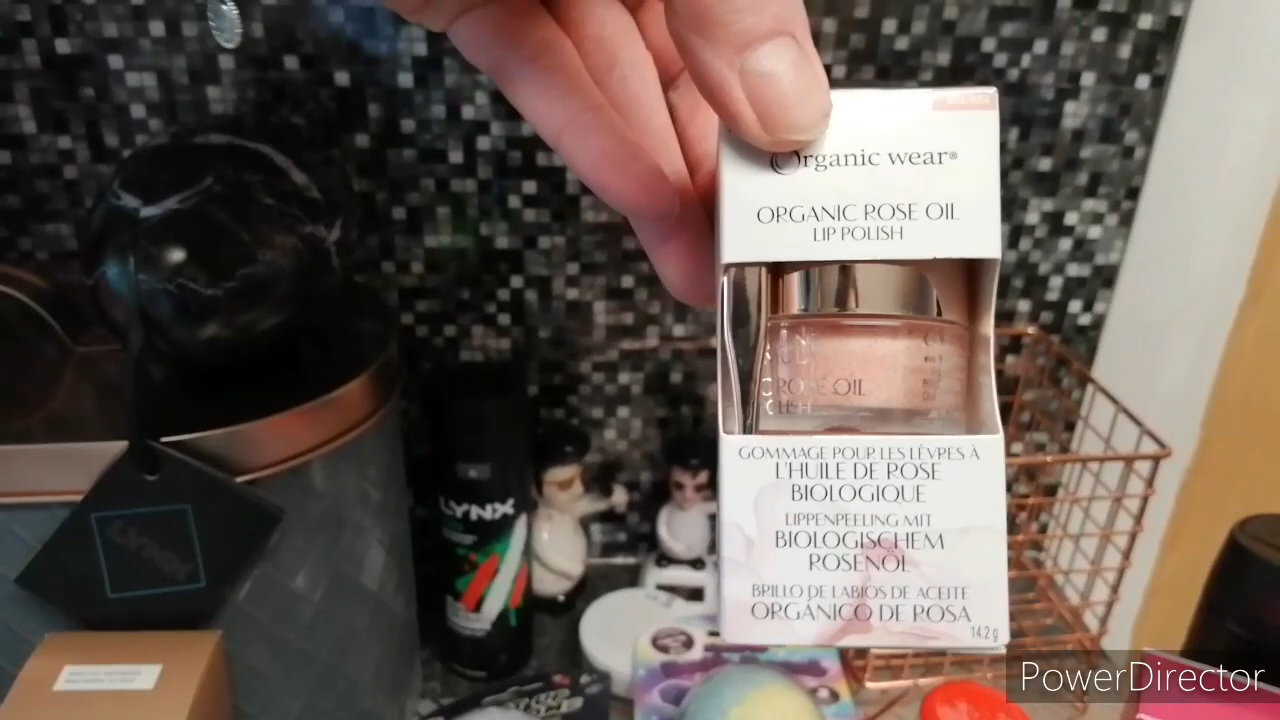 Organic wear®
ORGANIC ROSE OIL
LIP POLISH
ROSE OIL
GOMMAGE POUR LES LÈVRES À
L'HUILE DE ROSE
BIOLOGIQUE
LIPPENPEELING MIT
BIOLOGISCHEM
ROSENÖL
BRILLO DE LABIOS DE ACEITE
ORGÁNICO DE ROSA
14.2 g
LYNX
PowerDirector